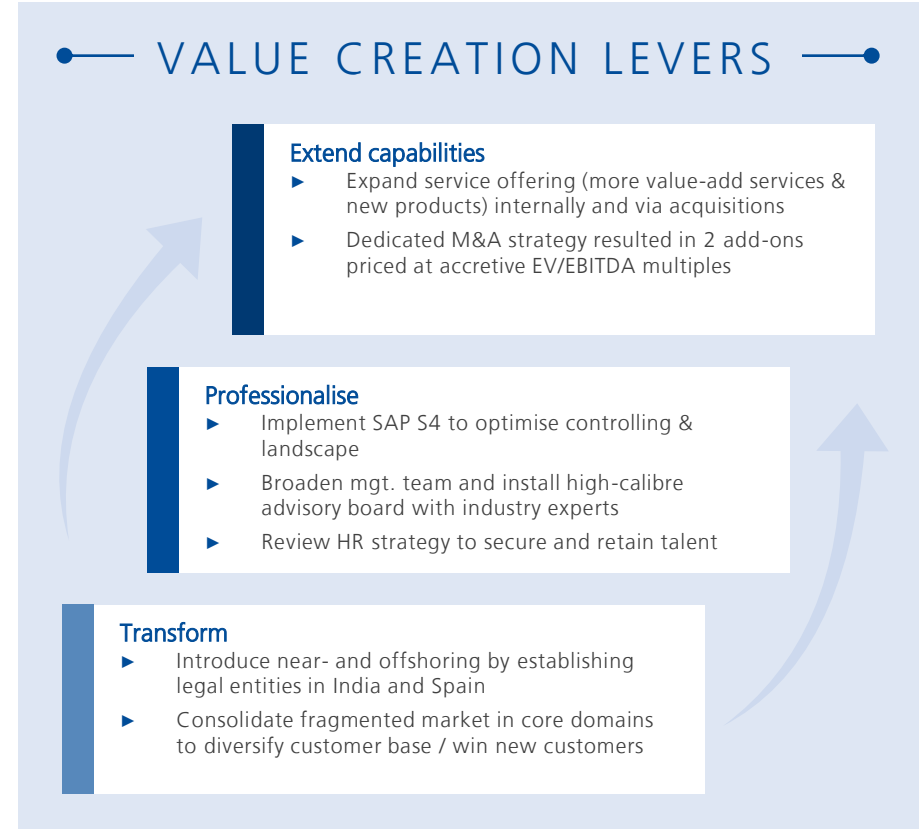 VALUE CREATION LEVERS
Extend capabilities
► Expand service offering (more value-add services &
new products) internally and via acquisitions
► Dedicated M&A strategy resulted in 2 add-ons
priced at accretive EV/EBITDA multiples
Professionalise
► Implement SAP S4 to optimise controlling &
landscape
► Broaden mgt. team and install high-calibre
advisory board with industry experts
► Review HR strategy to secure and retain talent
Transform
► Introduce near- and offshoring by establishing
legal entities in India and Spain
► Consolidate fragmented market in core domains
to diversify customer base / win new customers